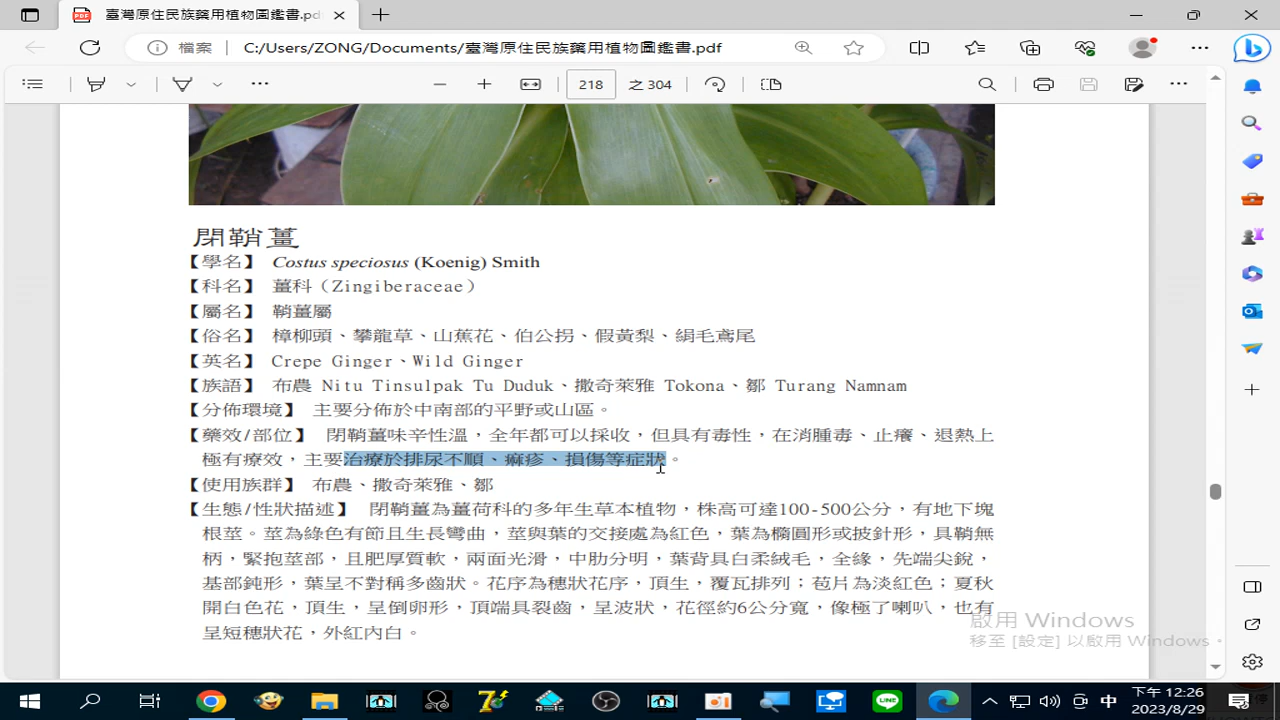 臺灣原住民族藥用植物圖鑑書.pd
檔案 C:/Users/ZONG/Documents/臺灣原住民族藥用植物圖鑑書.pdf
218 之 304
閉鞘薑
【學名】 Costus speciosus (Koenig) Smith
【科名】 薑科（Zingiberaceae）
【屬名】 鞘薑屬
【俗名】 樟柳頭、攀龍草、山蕉花、伯公拐、假黃梨、絹毛鳶尾
【英名】 Crepe Ginger、Wild Ginger
【族語】 布農 Nitu Tinsulpak Tu Duduk、撒奇萊雅 Tokona、鄒 Turang Namnam
【分佈環境】 主要分佈於中南部的平野或山區。
【藥效/部位】 閉鞘薑味辛性溫，全年都可以採收，但具有毒性，在消腫毒、止癢、退熱上
極有療效，主要治療於排尿不順、痲疹、損傷等症狀。
【使用族群】 布農、撒奇萊雅、鄒
【生態/性狀描述】 閉鞘薑為薑荷科的多年生草本植物，株高可達100-500公分，有地下塊
根莖。莖為綠色有節且生長彎曲，莖與葉的交接處為紅色，葉為橢圓形或披針形，具鞘無
柄，緊抱莖部，且肥厚質軟，兩面光滑，中肋分明，葉背具白柔絨毛，全緣，先端尖銳，
基部鈍形，葉呈不對稱多齒狀。花序為穗狀花序，頂生，覆瓦排列；苞片為淡紅色；夏秋
開白色花，頂生，呈倒卵形，頂端具裂齒，呈波狀，花徑約6公分寬，像極了喇叭，也有
呈短穗狀花，外紅內白。
啟用 Windows
移至 [設定] 以啟用 Windows。
中
下午 12:26
2023/8/29